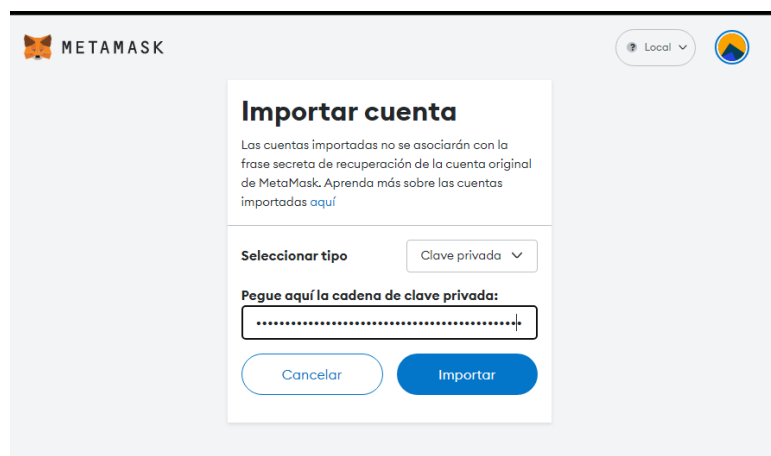 METAMASK
Local
Importar cuenta
Las cuentas importadas no se asociarán con la
frase secreta de recuperación de la cuenta original
de MetaMask. Aprenda más sobre las cuentas
importadas aquí
Seleccionar tipo
Clave privada
Pegue aquí la cadena de clave privada:
Cancelar
Importar